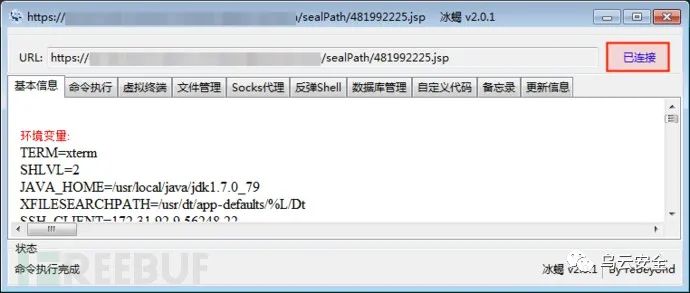 https:// /sealPath/481992225.jsp 冰蝎 v2.0.1
URL: https:// /sealPath/481992225.jsp 已连接
基本信息 命令执行 虚拟终端 文件管理 Socks代理 反弹Shell 数据库管理 自定义代码 备忘录 更新信息
环境变量:
TERM=xterm
SHLVL=2
JAVA_HOME=/usr/local/java/jdk1.7.0_79
XFILESEARCHPATH=/usr/dt/app-defaults/%L/Dt
SSH_CLIENT=172.31.92.9 56248 22
状态
命令执行完成 冰蝎 v2.0.1 By rebeyond
REEBUF
乌云安全